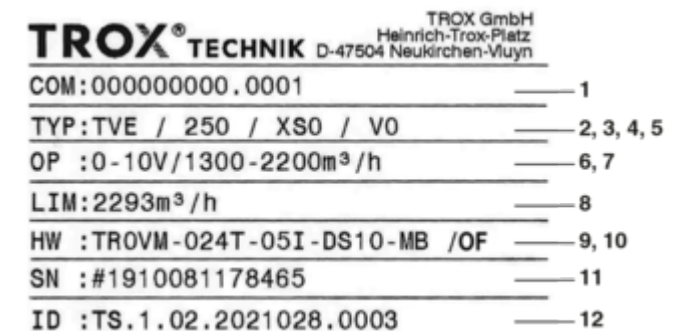 TROX® TECHNIK
TROX GmbH
Heinrich-Trox-Platz
D-47504 Neukirchen-Vluyn
COM:000000000.0001 1
TYP:TVE / 250 / XS0 / V0 2, 3, 4, 5
OP :0-10V/1300-2200m³/h 6, 7
LIM:2293m³/h 8
HW :TROVM-024T-05I-DS10-MB /OF 9, 10
SN :#1910081178465 11
ID :TS.1.02.2021028.0003 12